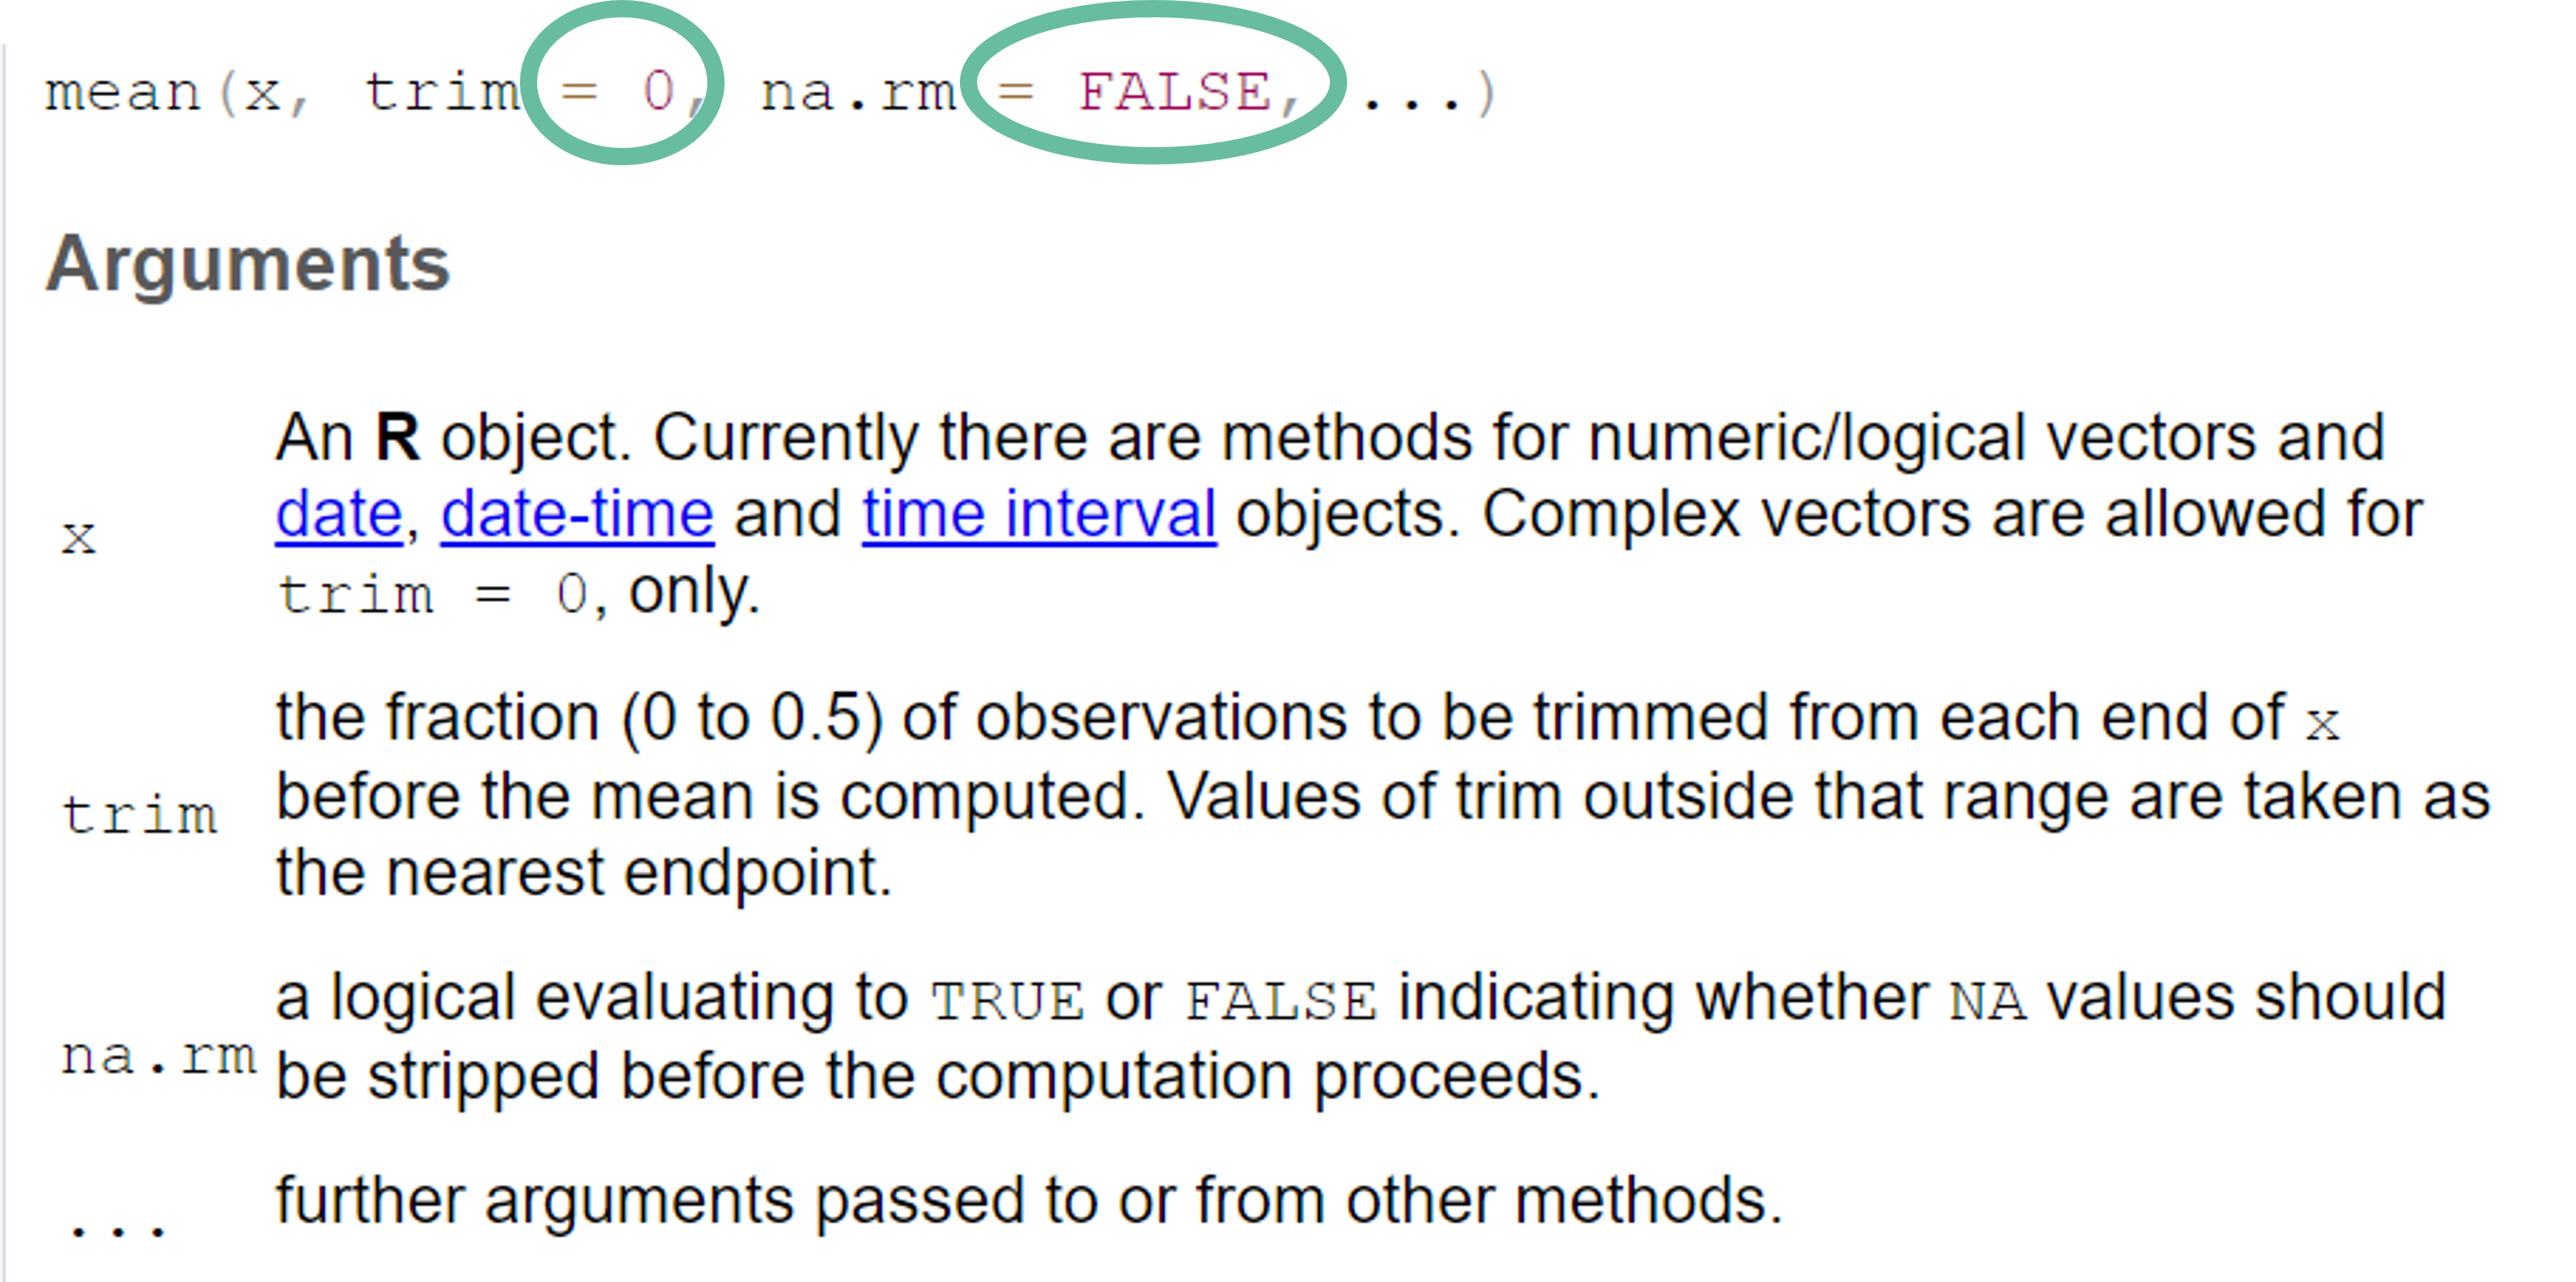 mean(x, trim = 0, na.rm = FALSE, ...)
Arguments
x
An R object. Currently there are methods for numeric/logical vectors and
date, date-time and time interval objects. Complex vectors are allowed for
trim = 0, only.
trim
the fraction (0 to 0.5) of observations to be trimmed from each end of x
before the mean is computed. Values of trim outside that range are taken as
the nearest endpoint.
na.rm
a logical evaluating to TRUE or FALSE indicating whether NA values should
be stripped before the computation proceeds.
...
further arguments passed to or from other methods.